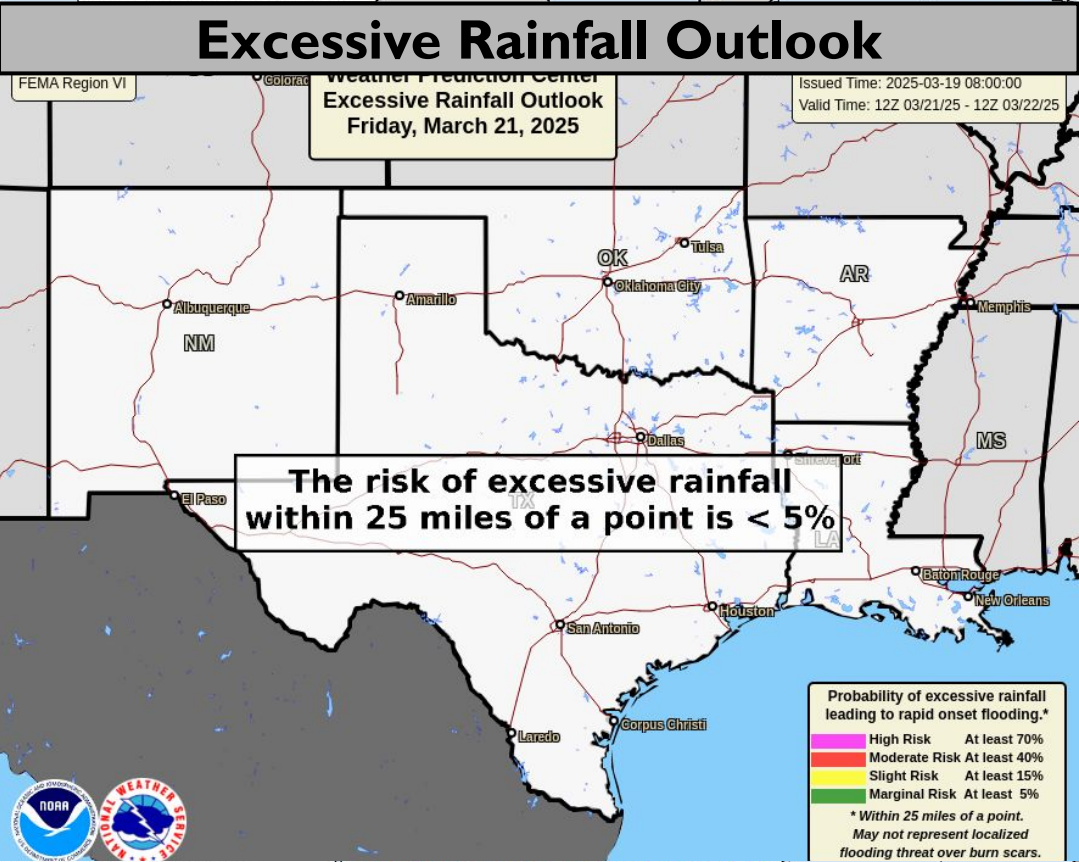 Excessive Rainfall Outlook
FEMA Region VI
Colorad
Weather Prediction Center
Excessive Rainfall Outlook
Friday, March 21, 2025
Issued Time: 2025-03-19 08:00:00
Valid Time: 12Z 03/21/25 - 12Z 03/22/25
OK
Tulsa
Oklahoma City
AR
Albuquerque
Amarillo
Memphis
NM
Dallas
MS
Shreveport
The risk of excessive rainfall
within 25 miles of a point is < 5%
TX
El Paso
LA
Baton Rouge
New Orleans
Houston
San Antonio
Corpus Christi
Laredo
Probability of excessive rainfall
leading to rapid onset flooding.*
High Risk At least 70%
Moderate Risk At least 40%
Slight Risk At least 15%
Marginal Risk At least 5%
* Within 25 miles of a point.
May not represent localized
flooding threat over burn scars.
NOAA
NATIONAL WEATHER SERVICE